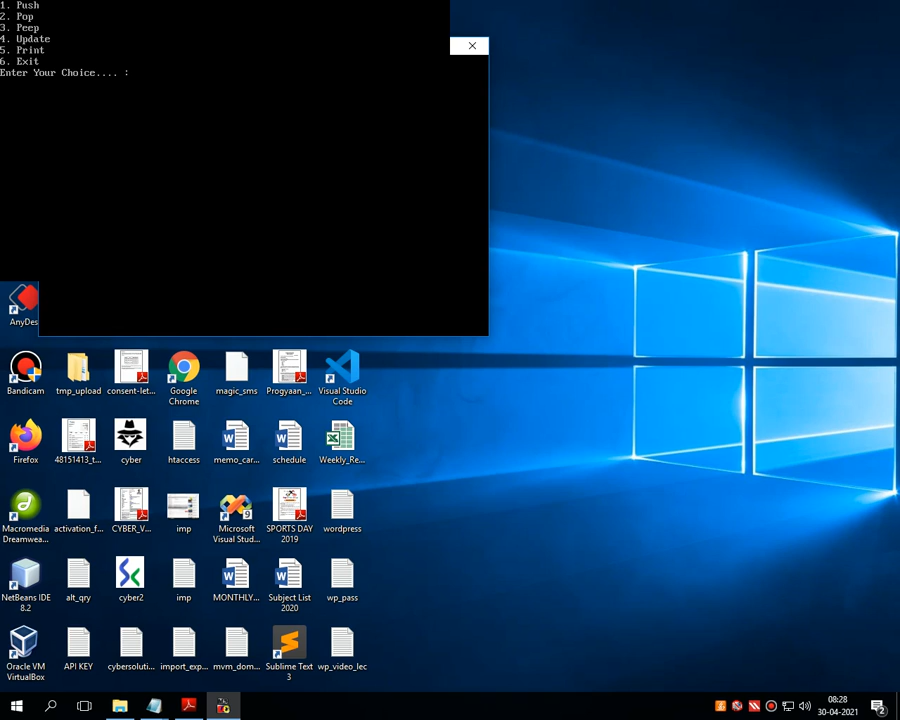 1. Push
2. Pop
3. Peep
4. Update
5. Print
6. Exit
Enter Your Choice.... :
AnyDes
Bandicam
tmp_upload
consent-let...
Google
Chrome
magic_sms
Progyaan_...
Visual Studio
Code
Firefox
48151413_t...
cyber
htaccess
memo_car...
schedule
Weekly_Re...
Macromedia
Dreamwea...
activation_f...
CYBER_V...
imp
Microsoft
Visual Stud...
SPORTS DAY
2019
wordpress
NetBeans IDE
8.2
alt_qry
cyber2
imp
MONTHLY...
Subject List
2020
wp_pass
Oracle VM
VirtualBox
API KEY
cybersoluti...
import_exp...
mvm_dom...
Sublime Text
3
wp_video_lec
08:28
30-04-2021
2